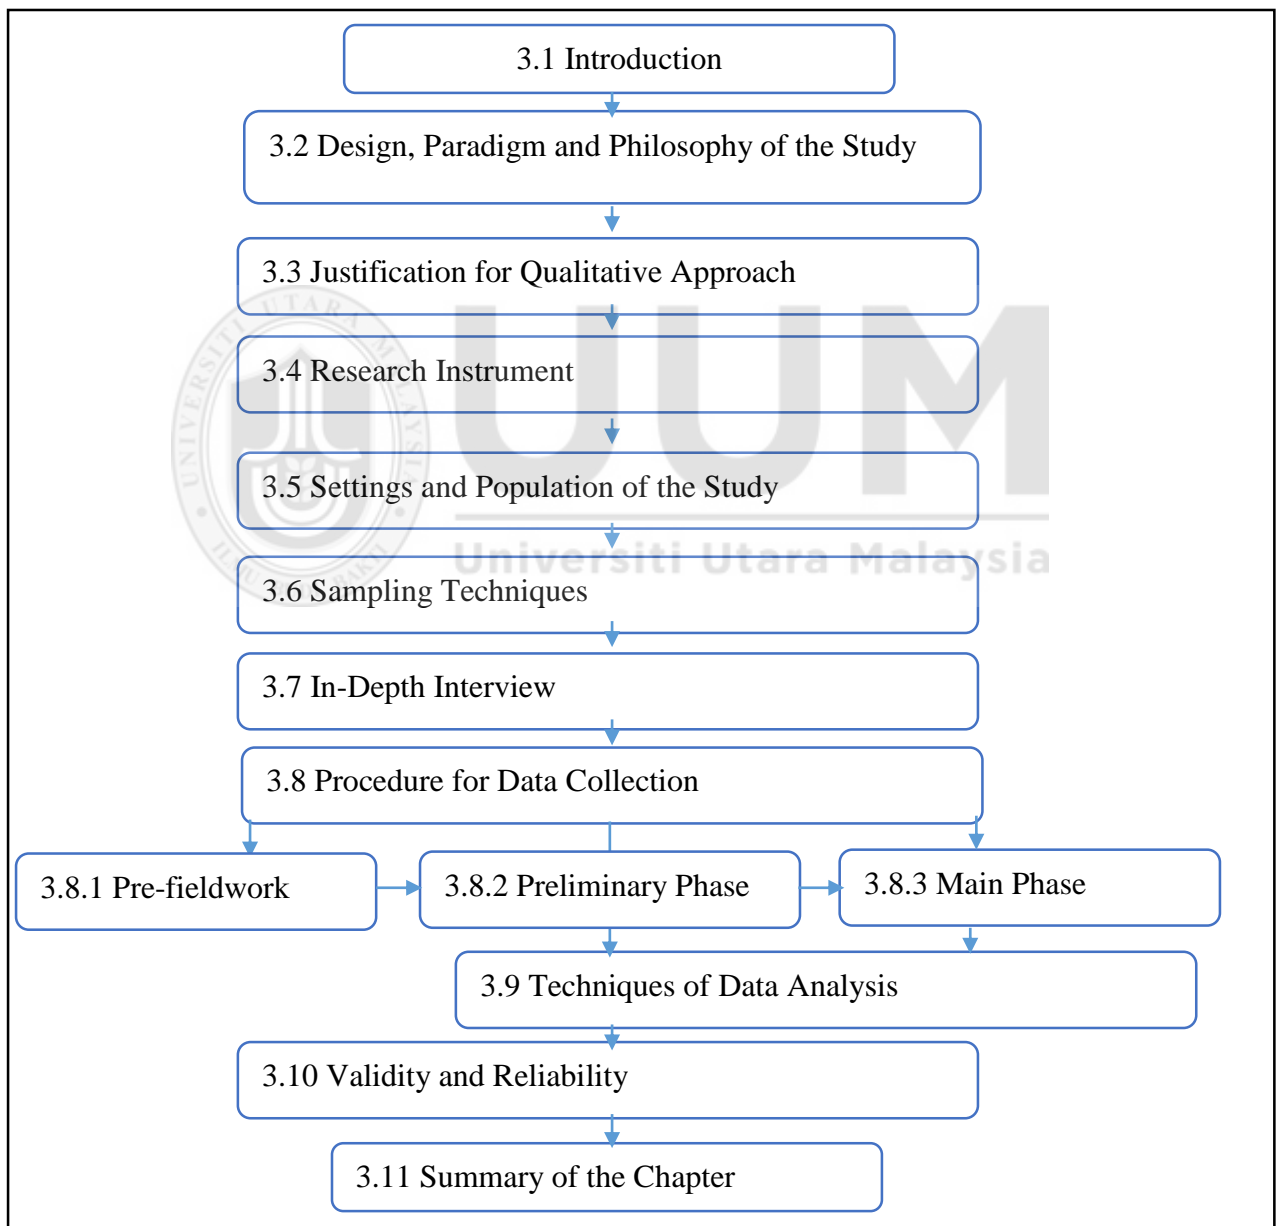 3.1 Introduction
3.2 Design, Paradigm and Philosophy of the Study
3.3 Justification for Qualitative Approach
UNIVERSITI UTARA MALAYSIA
UUM
3.4 Research Instrument
3.5 Settings and Population of the Study
Universiti Utara Malaysia
3.6 Sampling Techniques
3.7 In-Depth Interview
3.8 Procedure for Data Collection
3.8.1 Pre-fieldwork
3.8.2 Preliminary Phase
3.8.3 Main Phase
3.9 Techniques of Data Analysis
3.10 Validity and Reliability
3.11 Summary of the Chapter